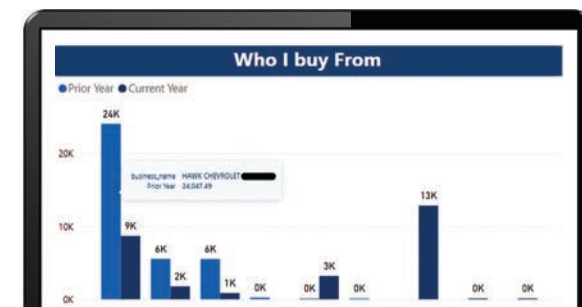 Who I buy From
Prior Year Current Year
24K
20K
business_name HAWK CHEVROLET
Prior Year 24,047.49
13K
10K
9K
6K
6K
3K
2K
1K
0K
0K
0K
0K
0K
0K